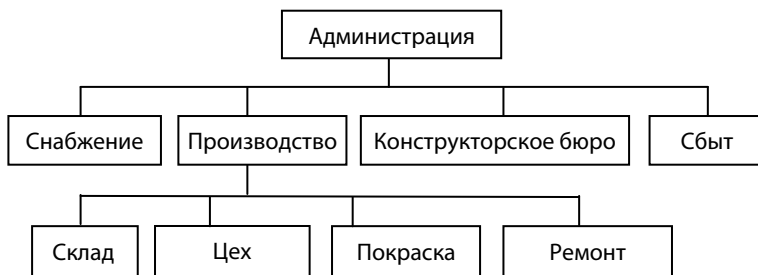 Администрация
Снабжение
Производство
Конструкторское бюро
Сбыт
Склад
Цех
Покраска
Ремонт